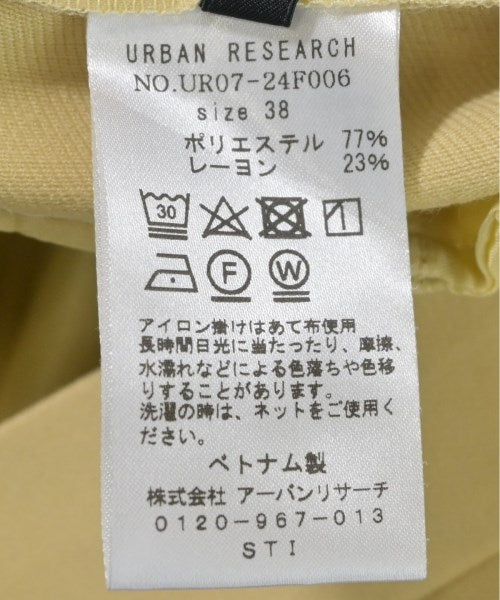 URBAN RESEARCH
NO.UR07-24F006
size 38
ポリエステル 77%
レーヨン 23%
30
F W
アイロン掛けはあて布使用
長時間日光に当たったり、摩擦、
水濡れなどによる色落ちや色移
りすることがあります。
洗濯の時は、ネットをご使用く
ださい。
ベトナム製
株式会社 アーバンリサーチ
0120-967-013
STI